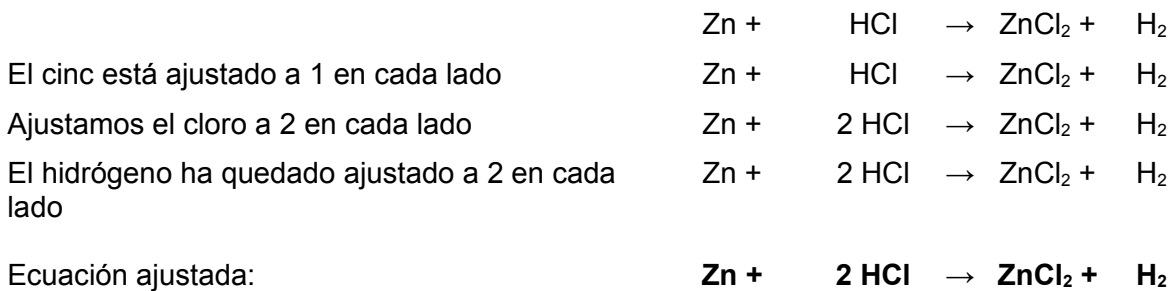 Zn + HCl → ZnCl₂ + H₂
El cinc está ajustado a 1 en cada lado Zn + HCl → ZnCl₂ + H₂
Ajustamos el cloro a 2 en cada lado Zn + 2 HCl → ZnCl₂ + H₂
El hidrógeno ha quedado ajustado a 2 en cada Zn + 2 HCl → ZnCl₂ + H₂
lado
Ecuación ajustada: Zn + 2 HCl → ZnCl₂ + H₂